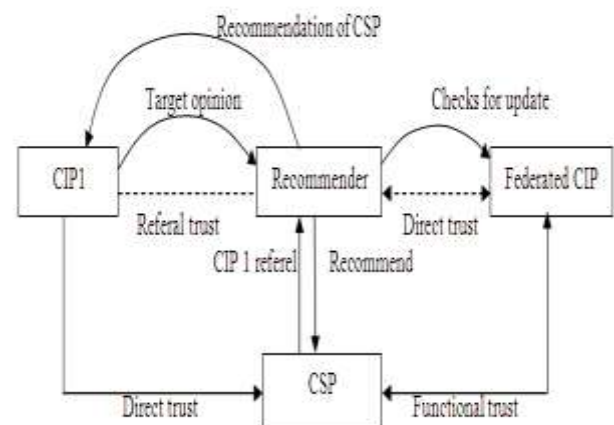 Recommendation of CSP
Target opinion
Checks for update
CIP1
Recommender
Federated CIP
Referal trust
Direct trust
CIP 1 referel
Recommend
CSP
Direct trust
Functional trust